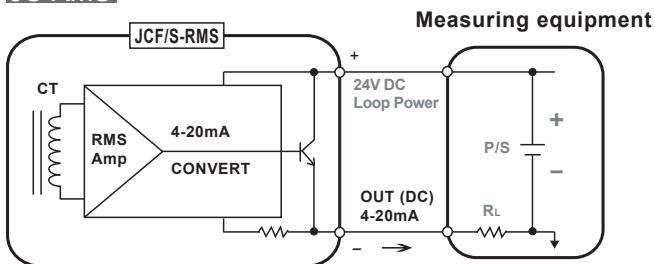 Measuring equipment
JCF/S-RMS
CT
RMS
Amp
4-20mA
CONVERT
+
24V DC
Loop Power
OUT (DC)
4-20mA
-
P/S
+
−
RL